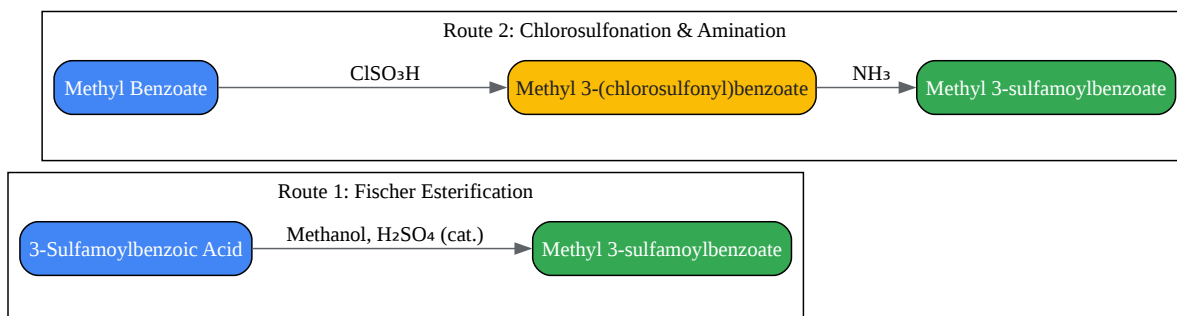 Route 2: Chlorosulfonation & Amination
Methyl Benzoate
ClSO₃H
Methyl 3-(chlorosulfonyl)benzoate
NH₃
Methyl 3-sulfamoylbenzoate
Route 1: Fischer Esterification
3-Sulfamoylbenzoic Acid
Methanol, H₂SO₄ (cat.)
Methyl 3-sulfamoylbenzoate